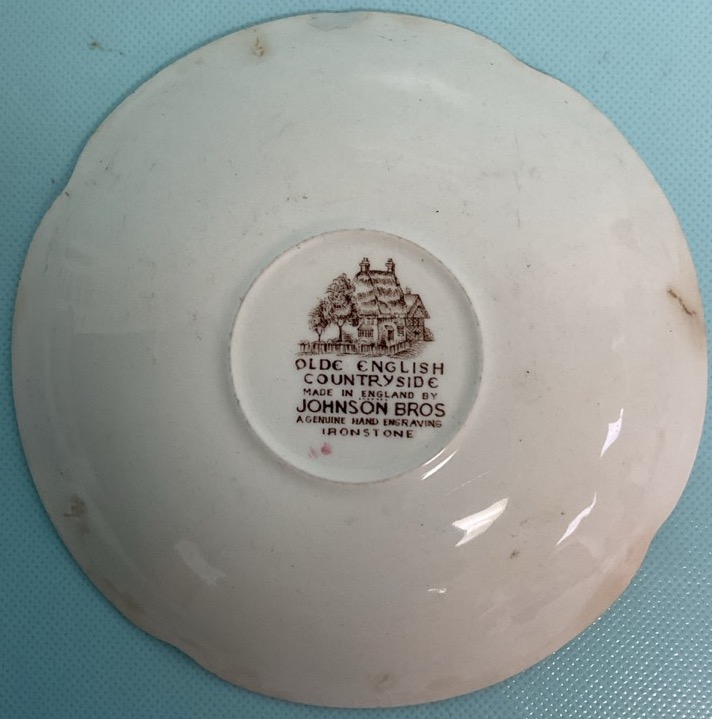 OLDE ENGLISH
COUNTRYSIDE
MADE IN ENGLAND BY
JOHNSON BROS
A GENUINE HAND ENGRAVING
IRONSTONE